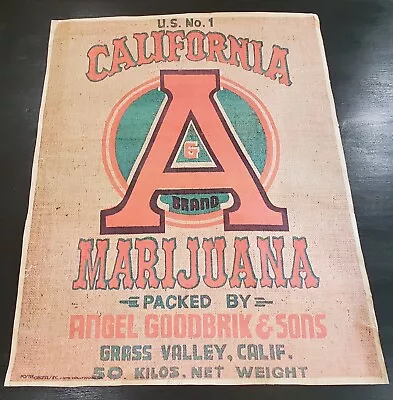 U.S. No. 1
CALIFORNIA
A
G
BRAND
MARIJUANA
PACKED BY
ANGEL GOODBRIK & SONS
GRASS VALLEY, CALIF.
50 KILOS, NET WEIGHT